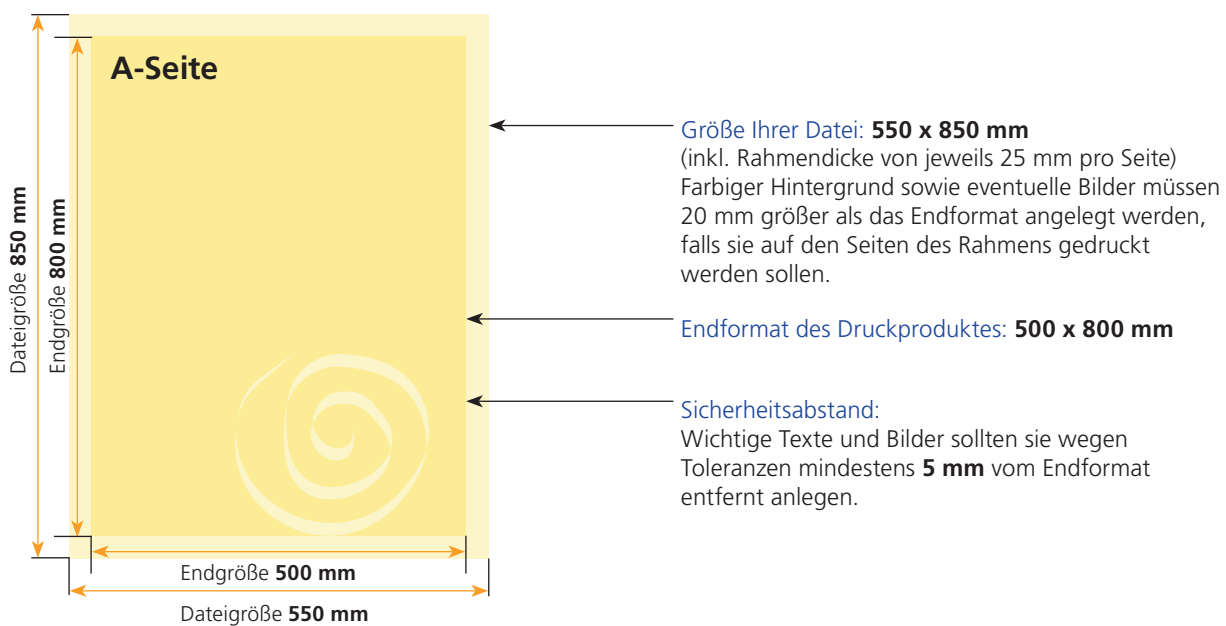 A-Seite
Dateigröße 850 mm
Endgröße 800 mm
Größe Ihrer Datei: 550 x 850 mm
(inkl. Rahmendicke von jeweils 25 mm pro Seite)
Farbiger Hintergrund sowie eventuelle Bilder müssen
20 mm größer als das Endformat angelegt werden,
falls sie auf den Seiten des Rahmens gedruckt
werden sollen.
Endformat des Druckproduktes: 500 x 800 mm
Sicherheitsabstand:
Wichtige Texte und Bilder sollten sie wegen
Toleranzen mindestens 5 mm vom Endformat
entfernt anlegen.
Endgröße 500 mm
Dateigröße 550 mm